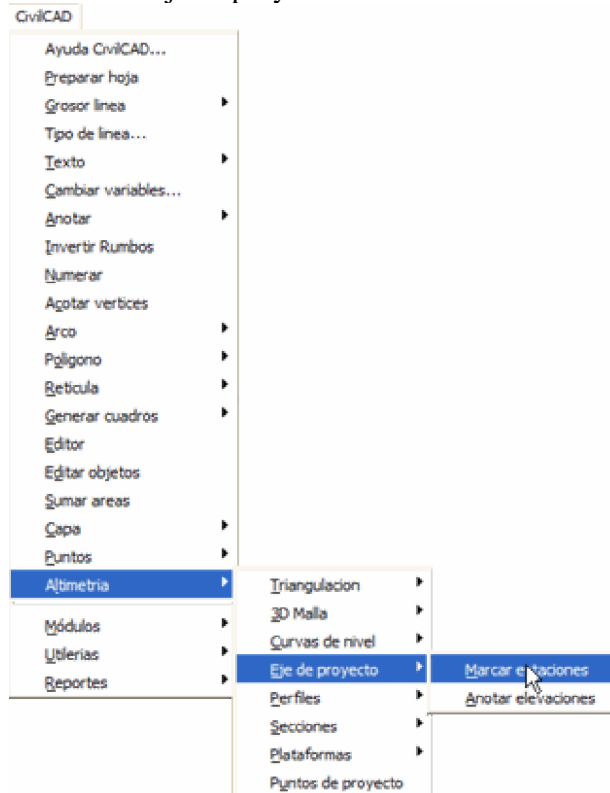 CivilCAD
Ayuda CivilCAD...
Preparar hoja
Grosor linea
Tipo de linea...
Texto
Cambiar variables...
Anotar
Invertir Rumbos
Numerar
Acotar vertices
Arco
Poligono
Reticula
Generar cuadros
Editor
Editar objetos
Sumar areas
Capa
Puntos
Altimetria
Módulos
Utilerias
Reportes
Triangulacion
3D Malla
Curvas de nivel
Eje de proyecto
Perfiles
Secciones
Plataformas
Puntos de proyecto
Marcar estaciones
Anotar elevaciones